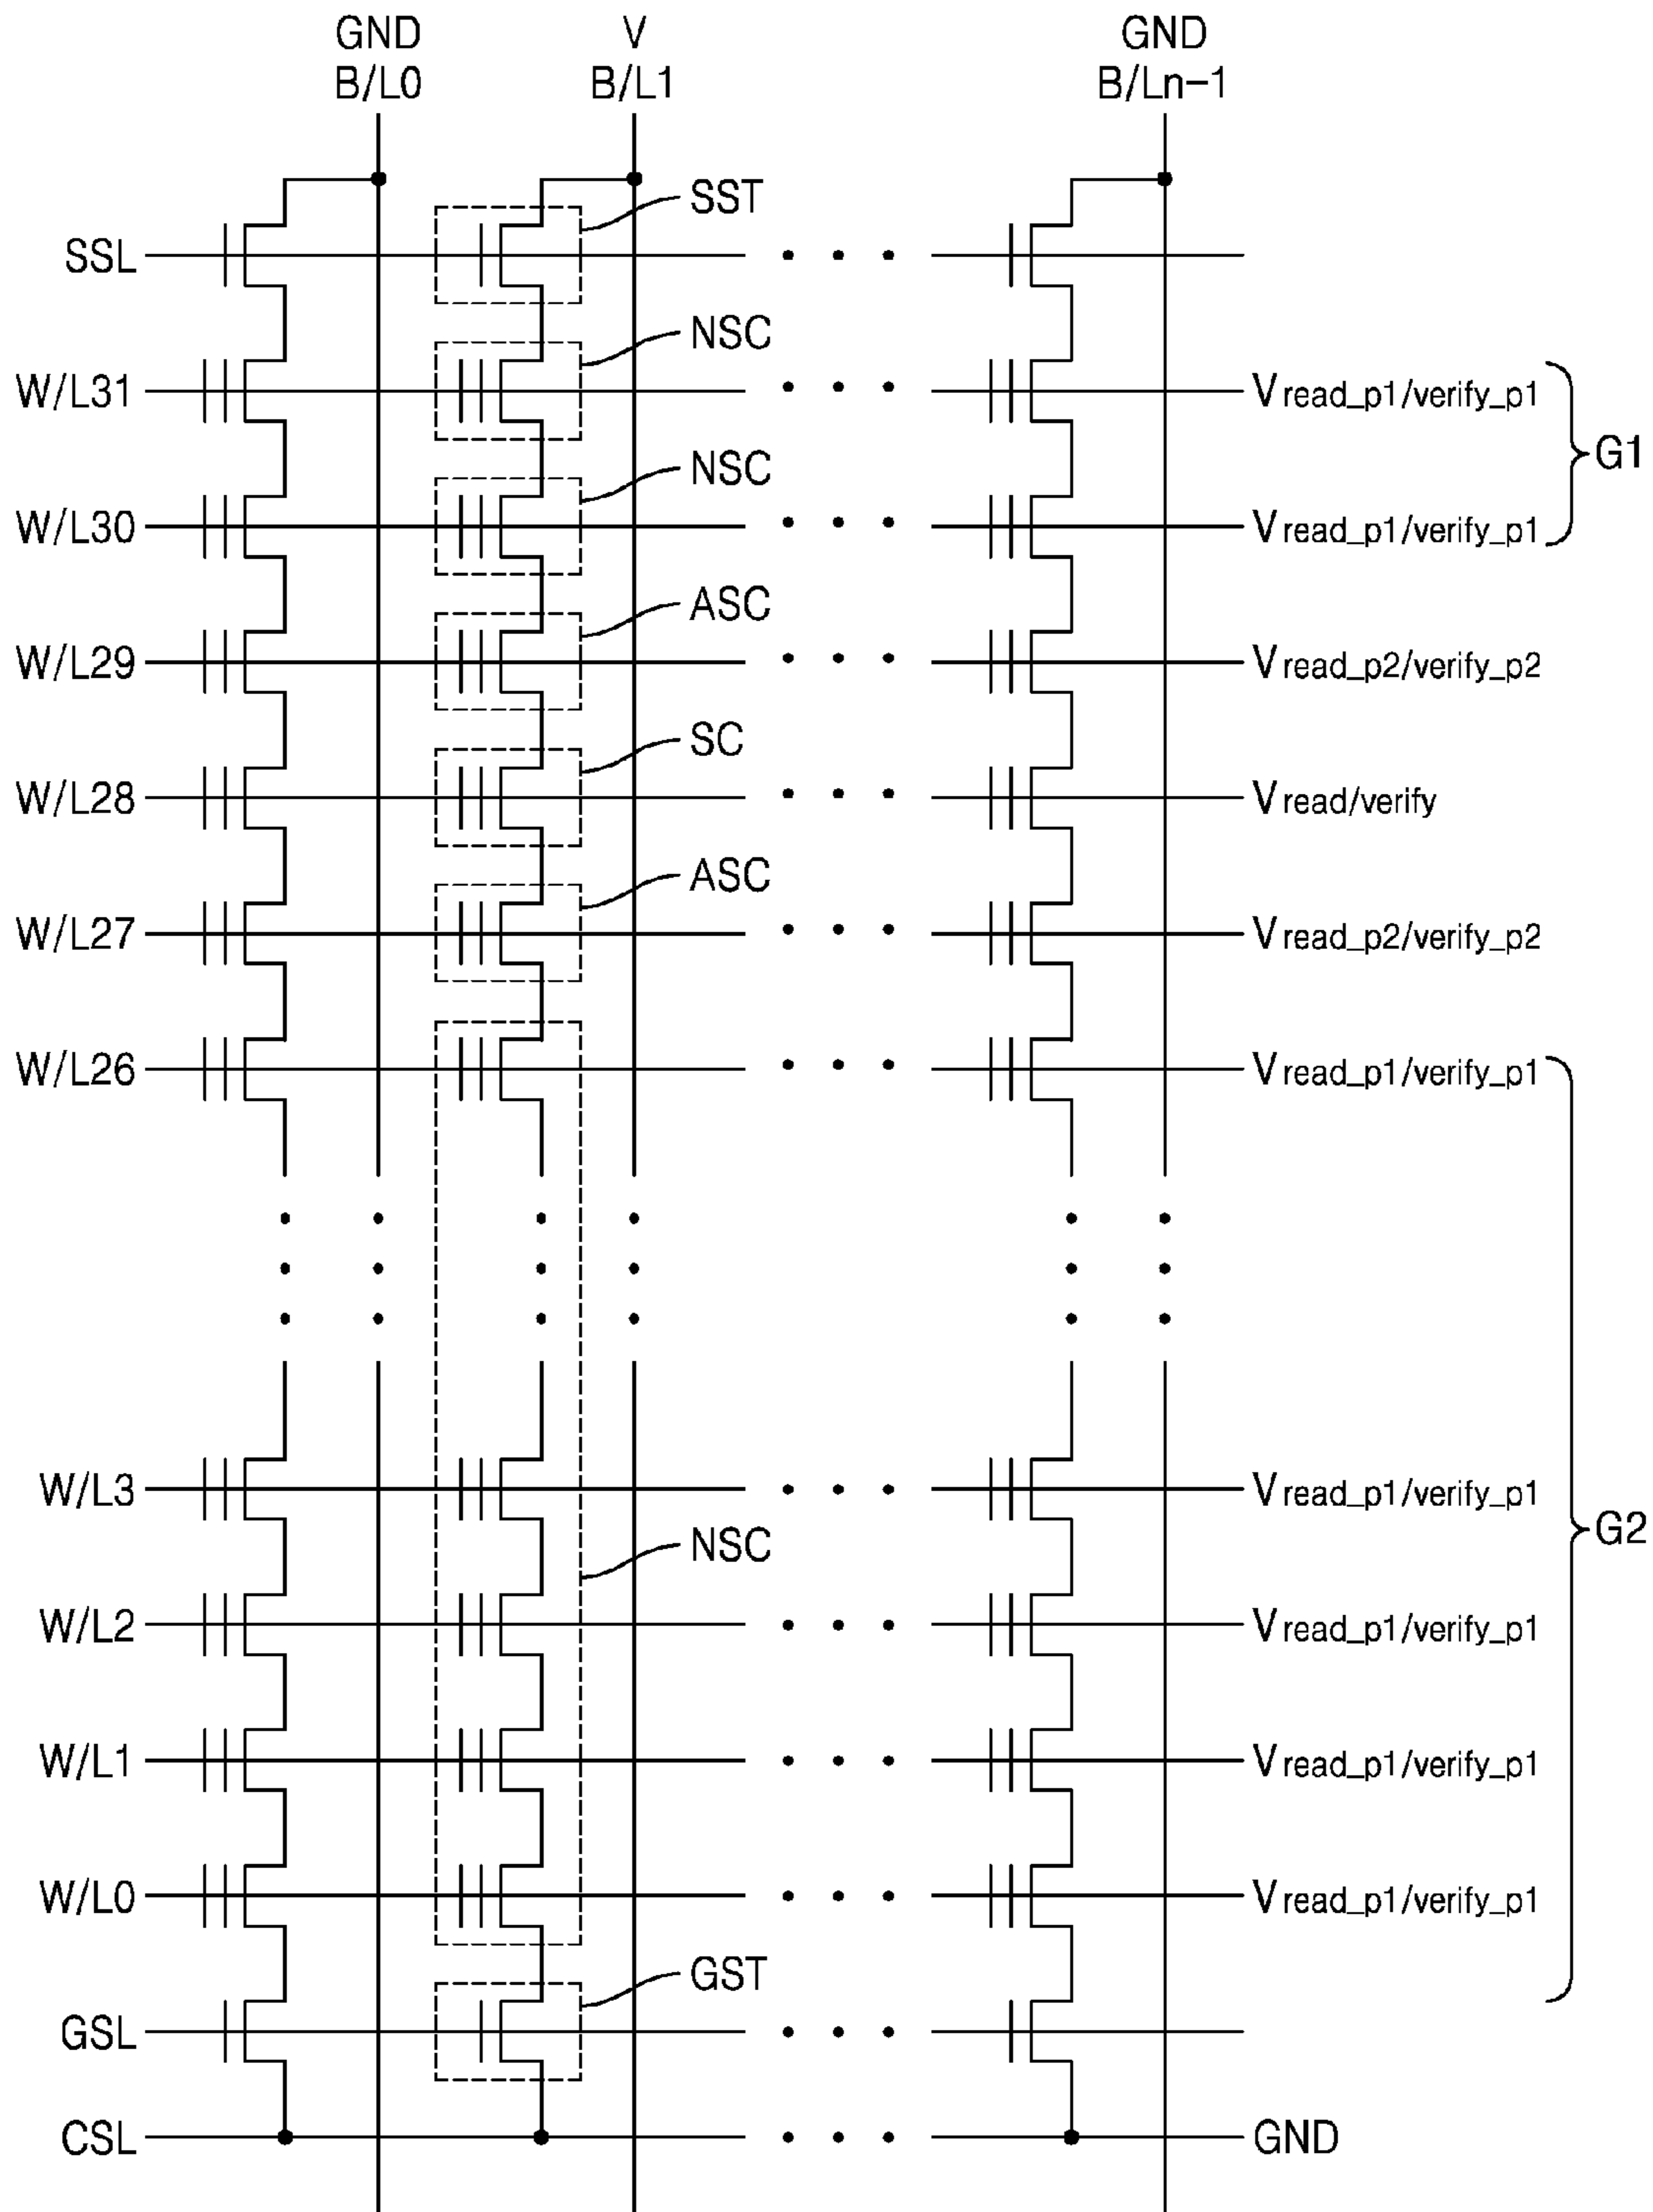 GND V GND
B/L0 B/L1 B/Ln-1
SST
SSL
NSC
W/L31 Vread_p1/verify_p1
G1
NSC
W/L30 Vread_p1/verify_p1
ASC
W/L29 Vread_p2/verify_p2
SC
W/L28 Vread/verify
ASC
W/L27 Vread_p2/verify_p2
W/L26 Vread_p1/verify_p1
W/L3 Vread_p1/verify_p1
G2
NSC
W/L2 Vread_p1/verify_p1
W/L1 Vread_p1/verify_p1
W/L0 Vread_p1/verify_p1
GST
GSL
CSL GND